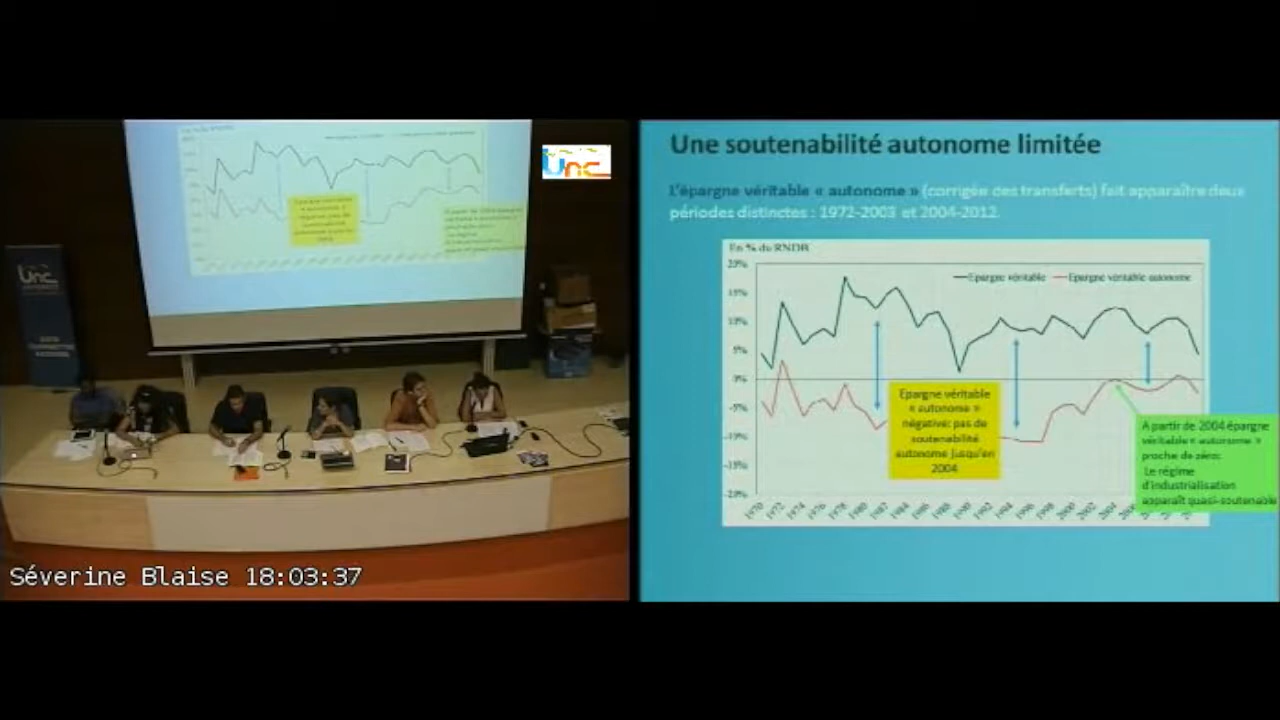 Unc
Unc
Séverine Blaise 18:03:37
Une soutenabilité autonome limitée
L'épargne véritable « autonome » (corrigée des transferts) fait apparaître deux
périodes distinctes : 1972-2003 et 2004-2012.
En % du RNDB
Epargne véritable
Epargne véritable autonome
20%
15%
10%
5%
0%
-5%
-10%
-15%
-20%
Epargne véritable
« autonome »
négative: pas de
soutenabilité
autonome jusqu'en
2004
A partir de 2004 épargne
véritable « autonome »
proche de zéro:
Le régime
d'industrialisation
apparaît quasi-soutenable
1970 1972 1974 1976 1978 1980 1982 1984 1986 1988 1990 1992 1994 1996 1998 2000 2002 2004